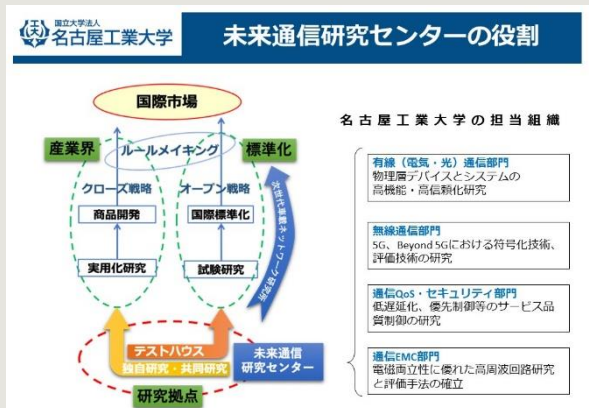 国立大学法人
名古屋工業大学
未来通信研究センターの役割
国際市場
産業界
ルールメイキング
標準化
クローズ戦略
オープン戦略
商品開発
国際標準化
実用化研究
試験研究
次世代車載ネットワーク研究所
テストハウス
独自研究・共同研究
未来通信
研究センター
研究拠点
名古屋工業大学の担当組織
有線（電気・光）通信部門
物理層デバイスとシステムの
高機能・高信頼化研究
無線通信部門
5G、Beyond 5Gにおける符号化技術、
評価技術の研究
通信QoS・セキュリティ部門
低遅延化、優先制御等のサービス品
質制御の研究
通信EMC部門
電磁両立性に優れた高周波回路研究
と評価手法の確立